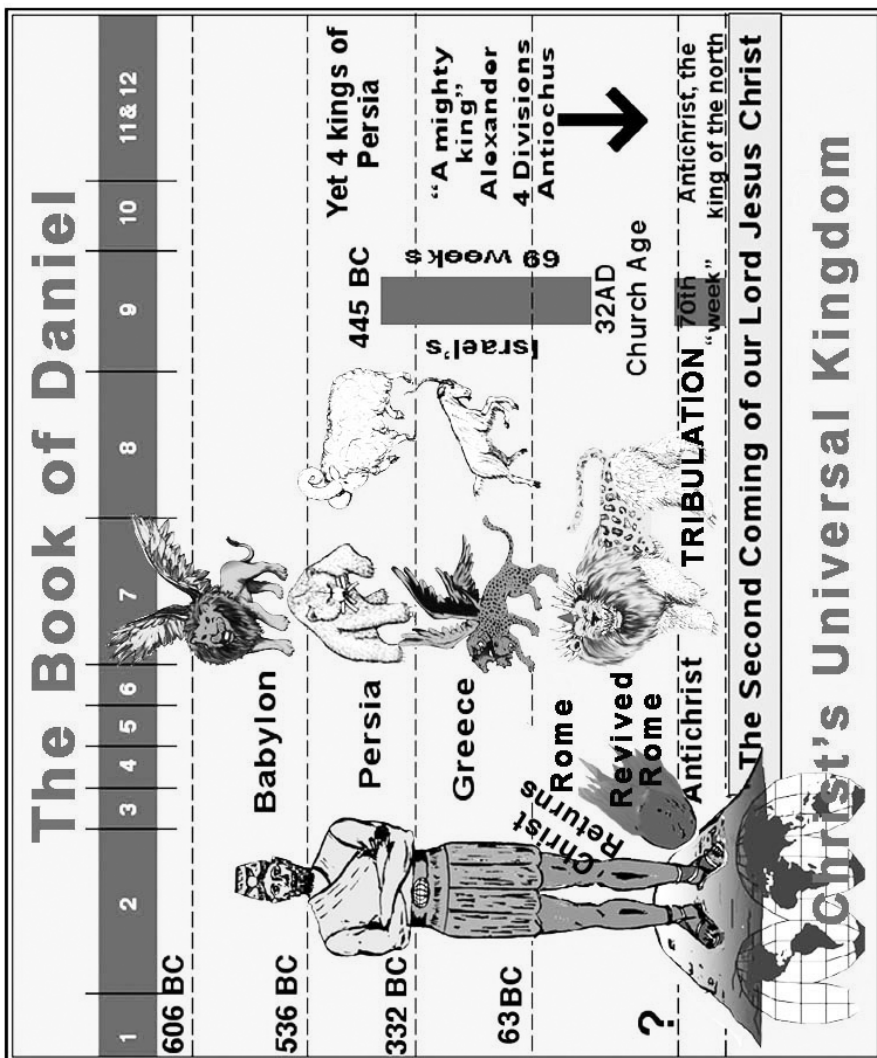 The Book of Daniel
1 2 3 4 5 6 7 8 9 10 11 & 12
606 BC
Babylon
536 BC
Persia
445 BC
Yet 4 kings of
Persia
332 BC
Greece
Israel's
69 weeks
"A mighty
king"
Alexander
4 Divisions
Antiochus
63 BC
Rome
Christ
Returns
Revived
Rome
32AD
Church Age
?
Antichrist
TRIBULATION
70th
"week"
Antichrist, the
king of the north
The Second Coming of our Lord Jesus Christ
Christ's Universal Kingdom